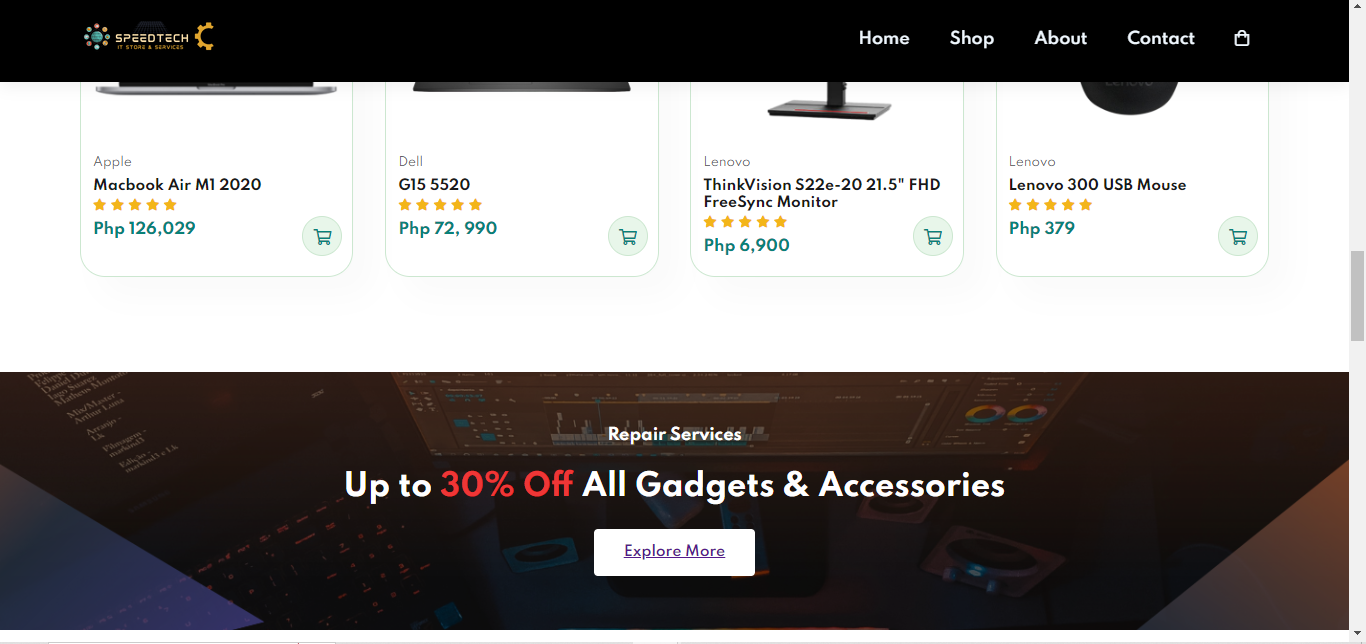 SPEEDTECH
IT STORE & SERVICES
Home
Shop
About
Contact
Lenovo
Apple
Macbook Air M1 2020
Php 126,029
Dell
G15 5520
Php 72, 990
Lenovo
ThinkVision S22e-20 21.5" FHD
FreeSync Monitor
Php 6,900
Lenovo
Lenovo 300 USB Mouse
Php 379
Repair Services
Up to 30% Off All Gadgets & Accessories
Explore More